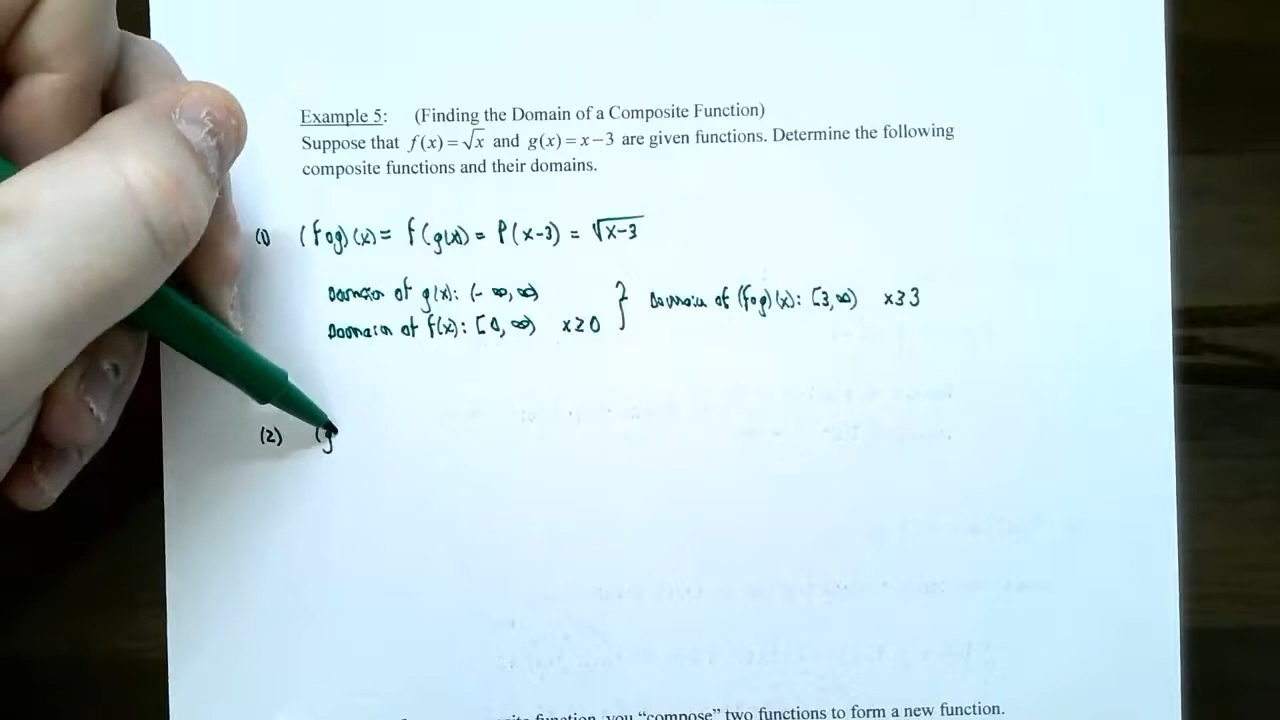 Example 5: (Finding the Domain of a Composite Function)
Suppose that f(x)=√x and g(x)=x−3 are given functions. Determine the following
composite functions and their domains.
(1) (fog)(x)= f(g(x)) = f(x-3) = √x-3
Domain of g(x): (-∞,∞)
Domain of f(x): [0,∞) x≥0 } Domain of (fog)(x): [3,∞) x≥3
(2) (g
function, you “compose” two functions to form a new function.